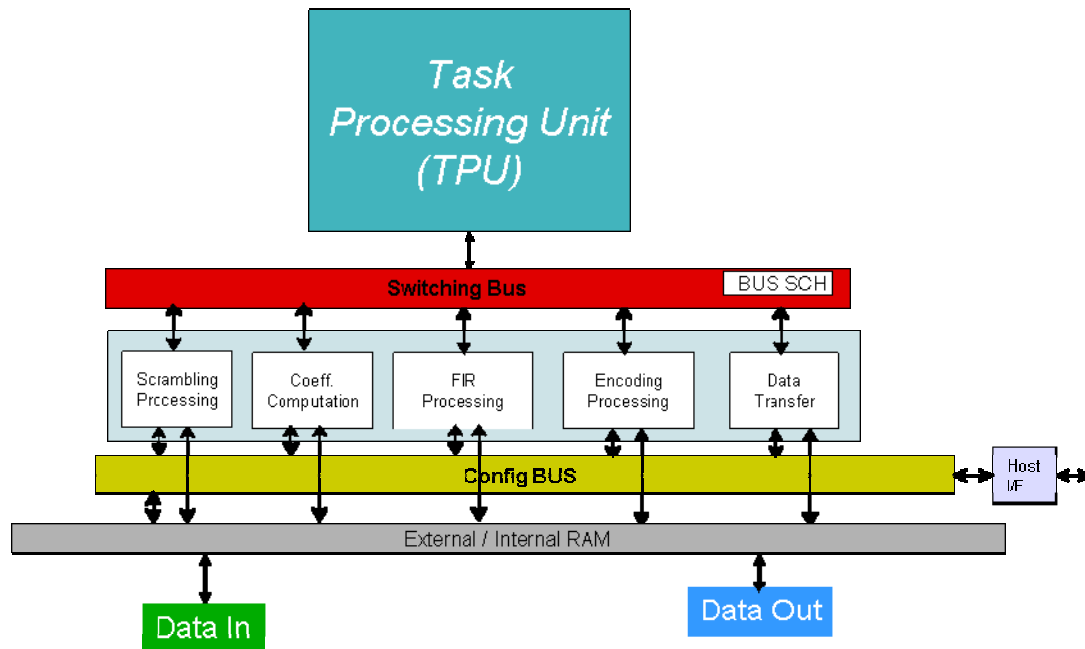 Task
Processing Unit
(TPU)
Switching Bus
BUS SCH
Scrambling
Processing
Coeff.
Computation
FIR
Processing
Encoding
Processing
Data
Transfer
Config BUS
Host
I/F
External / Internal RAM
Data In
Data Out